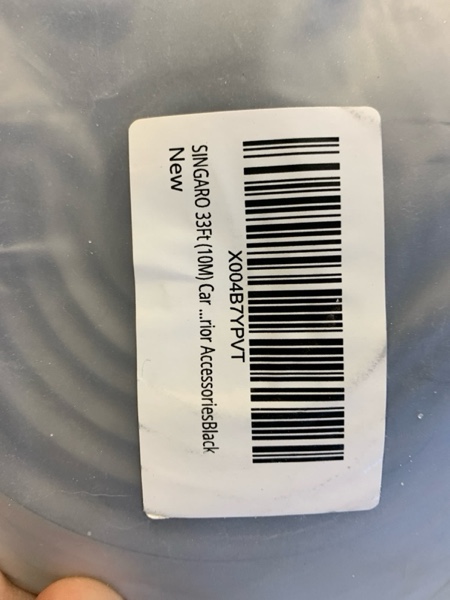 X004B7YPVT
SINGARO 33Ft (10M) Car ...rior AccessoriesBlack
New